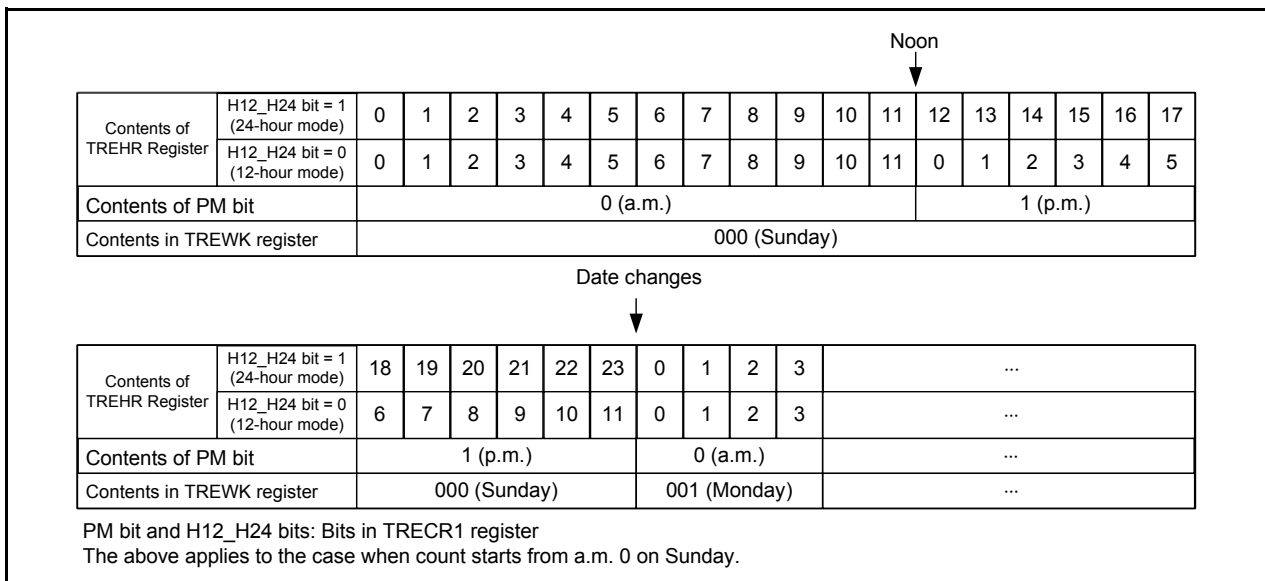 Noon
Contents of TREHR Register
H12_H24 bit = 1 (24-hour mode) 0 1 2 3 4 5 6 7 8 9 10 11 12 13 14 15 16 17
H12_H24 bit = 0 (12-hour mode) 0 1 2 3 4 5 6 7 8 9 10 11 0 1 2 3 4 5
Contents of PM bit 0 (a.m.) 1 (p.m.)
Contents in TREWK register 000 (Sunday)
Date changes
Contents of TREHR Register
H12_H24 bit = 1 (24-hour mode) 18 19 20 21 22 23 0 1 2 3 ...
H12_H24 bit = 0 (12-hour mode) 6 7 8 9 10 11 0 1 2 3 ...
Contents of PM bit 1 (p.m.) 0 (a.m.) ...
Contents in TREWK register 000 (Sunday) 001 (Monday) ...
PM bit and H12_H24 bits: Bits in TRECR1 register
The above applies to the case when count starts from a.m. 0 on Sunday.